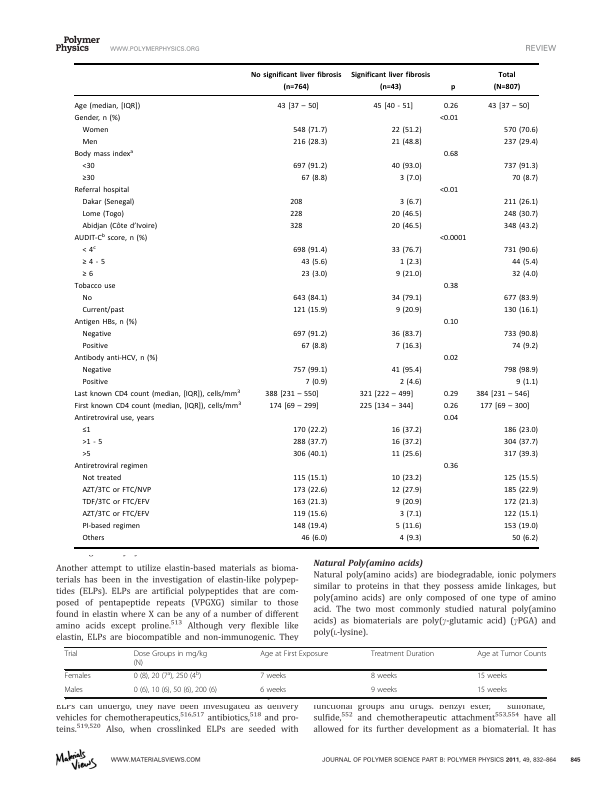 Polymer
Physics WWW.POLYMERPHYSICS.ORG REVIEW
No significant liver fibrosis Significant liver fibrosis Total
(n=764) (n=43) p (N=807)
Age (median, [IQR]) 43 [37 – 50] 45 [40 - 51] 0.26 43 [37 – 50]
Gender, n (%) <0.01
Women 548 (71.7) 22 (51.2) 570 (70.6)
Men 216 (28.3) 21 (48.8) 237 (29.4)
Body mass indexᵃ 0.68
<30 697 (91.2) 40 (93.0) 737 (91.3)
≥30 67 (8.8) 3 (7.0) 70 (8.7)
Referral hospital <0.01
Dakar (Senegal) 208 3 (6.7) 211 (26.1)
Lome (Togo) 228 20 (46.5) 248 (30.7)
Abidjan (Côte d'Ivoire) 328 20 (46.5) 348 (43.2)
AUDIT-Cᵇ score, n (%) <0.0001
< 4ᶜ 698 (91.4) 33 (76.7) 731 (90.6)
≥ 4 - 5 43 (5.6) 1 (2.3) 44 (5.4)
≥ 6 23 (3.0) 9 (21.0) 32 (4.0)
Tobacco use 0.38
No 643 (84.1) 34 (79.1) 677 (83.9)
Current/past 121 (15.9) 9 (20.9) 130 (16.1)
Antigen HBs, n (%) 0.10
Negative 697 (91.2) 36 (83.7) 733 (90.8)
Positive 67 (8.8) 7 (16.3) 74 (9.2)
Antibody anti-HCV, n (%) 0.02
Negative 757 (99.1) 41 (95.4) 798 (98.9)
Positive 7 (0.9) 2 (4.6) 9 (1.1)
Last known CD4 count (median, [IQR]), cells/mm³ 388 [231 – 550] 321 [222 – 499] 0.29 384 [231 – 546]
First known CD4 count (median, [IQR]), cells/mm³ 174 [69 – 299] 225 [134 – 344] 0.26 177 [69 – 300]
Antiretroviral use, years 0.04
≤1 170 (22.2) 16 (37.2) 186 (23.0)
>1 - 5 288 (37.7) 16 (37.2) 304 (37.7)
>5 306 (40.1) 11 (25.6) 317 (39.3)
Antiretroviral regimen 0.36
Not treated 115 (15.1) 10 (23.2) 125 (15.5)
AZT/3TC or FTC/NVP 173 (22.6) 12 (27.9) 185 (22.9)
TDF/3TC or FTC/EFV 163 (21.3) 9 (20.9) 172 (21.3)
AZT/3TC or FTC/EFV 119 (15.6) 3 (7.1) 122 (15.1)
PI-based regimen 148 (19.4) 5 (11.6) 153 (19.0)
Others 46 (6.0) 4 (9.3) 50 (6.2)
Another attempt to utilize elastin-based materials as bioma-
terials has been in the investigation of elastin-like polypep-
tides (ELPs). ELPs are artificial polypeptides that are com-
posed of pentapeptide repeats (VPGXG) similar to those
found in elastin where X can be any of a number of different
amino acids except proline.⁵¹³ Although very flexible like
elastin, ELPs are biocompatible and non-immunogenic. They
Natural Poly(amino acids)
Natural poly(amino acids) are biodegradable, ionic polymers
similar to proteins in that they possess amide linkages, but
poly(amino acids) are only composed of one type of amino
acid. The two most commonly studied natural poly(amino
acids) as biomaterials are poly(γ-glutamic acid) (γPGA) and
poly(L-lysine).
Trial Dose Groups in mg/kg Age at First Exposure Treatment Duration Age at Tumor Counts
(N)
Females 0 (8), 20 (7ᵃ), 250 (4ᵇ) 7 weeks 8 weeks 15 weeks
Males 0 (6), 10 (6), 50 (6), 200 (6) 6 weeks 9 weeks 15 weeks
ELPs can undergo, they have been investigated as delivery
vehicles for chemotherapeutics,⁵¹⁶,⁵¹⁷ antibiotics,⁵¹⁸ and pro-
teins.⁵¹⁹,⁵²⁰ Also, when crosslinked ELPs are seeded with
functional groups and drugs. Benzyl ester, sulfonate,
sulfide,⁵⁵² and chemotherapeutic attachment⁵⁵³,⁵⁵⁴ have all
allowed for its further development as a biomaterial. It has
Materials
Views WWW.MATERIALSVIEWS.COM JOURNAL OF POLYMER SCIENCE PART B: POLYMER PHYSICS 2011, 49, 832–864 845